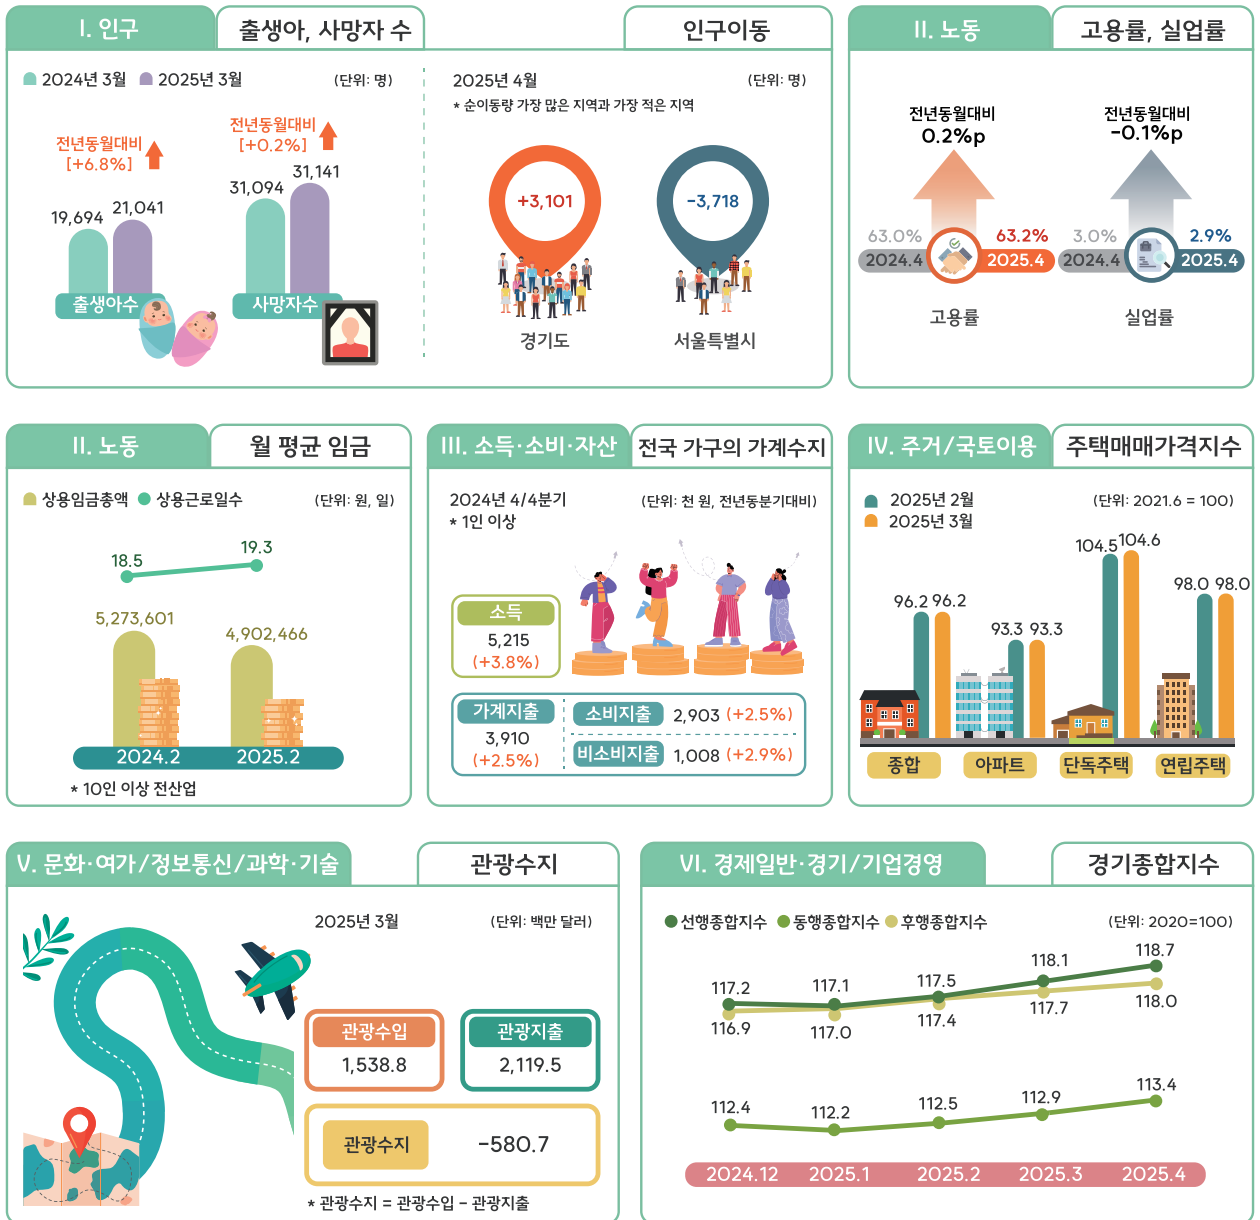 I. 인구
출생아, 사망자 수
2024년 3월 2025년 3월 (단위: 명)
전년동월대비
[+6.8%]
전년동월대비
[+0.2%]
19,694 21,041
31,094 31,141
출생아수 사망자수
인구이동
2025년 4월 (단위: 명)
* 순이동량 가장 많은 지역과 가장 적은 지역
+3,101 -3,718
경기도 서울특별시
II. 노동
고용률, 실업률
전년동월대비
0.2%p
63.0% 63.2%
2024.4 2025.4
고용률
전년동월대비
-0.1%p
3.0% 2.9%
2024.4 2025.4
실업률
II. 노동
월 평균 임금
상용임금총액 상용근로일수 (단위: 원, 일)
18.5 19.3
5,273,601 4,902,466
2024.2 2025.2
* 10인 이상 전산업
III. 소득·소비·자산
전국 가구의 가계수지
2024년 4/4분기 (단위: 천 원, 전년동분기대비)
* 1인 이상
소득
5,215
(+3.8%)
가계지출
3,910
(+2.5%)
소비지출 2,903 (+2.5%)
비소비지출 1,008 (+2.9%)
IV. 주거/국토이용
주택매매가격지수
2025년 2월 (단위: 2021.6 = 100)
2025년 3월
96.2 96.2 93.3 93.3 104.5 104.6 98.0 98.0
종합 아파트 단독주택 연립주택
V. 문화·여가/정보통신/과학·기술
관광수지
2025년 3월 (단위: 백만 달러)
관광수입 관광지출
1,538.8 2,119.5
관광수지 -580.7
* 관광수지 = 관광수입 - 관광지출
VI. 경제일반·경기/기업경영
경기종합지수
선행종합지수 동행종합지수 후행종합지수 (단위: 2020=100)
117.2 117.1 117.5 118.1 118.7
116.9 117.0 117.4 117.7 118.0
112.4 112.2 112.5 112.9 113.4
2024.12 2025.1 2025.2 2025.3 2025.4